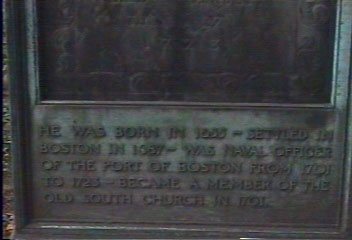 HE WAS BORN IN 1655 ~ SETTLED IN
BOSTON IN 1687 ~ WAS NAVAL OFFICER
OF THE PORT OF BOSTON FROM 1701
TO 1723 ~ BECAME A MEMBER OF THE
OLD SOUTH CHURCH IN 1701.